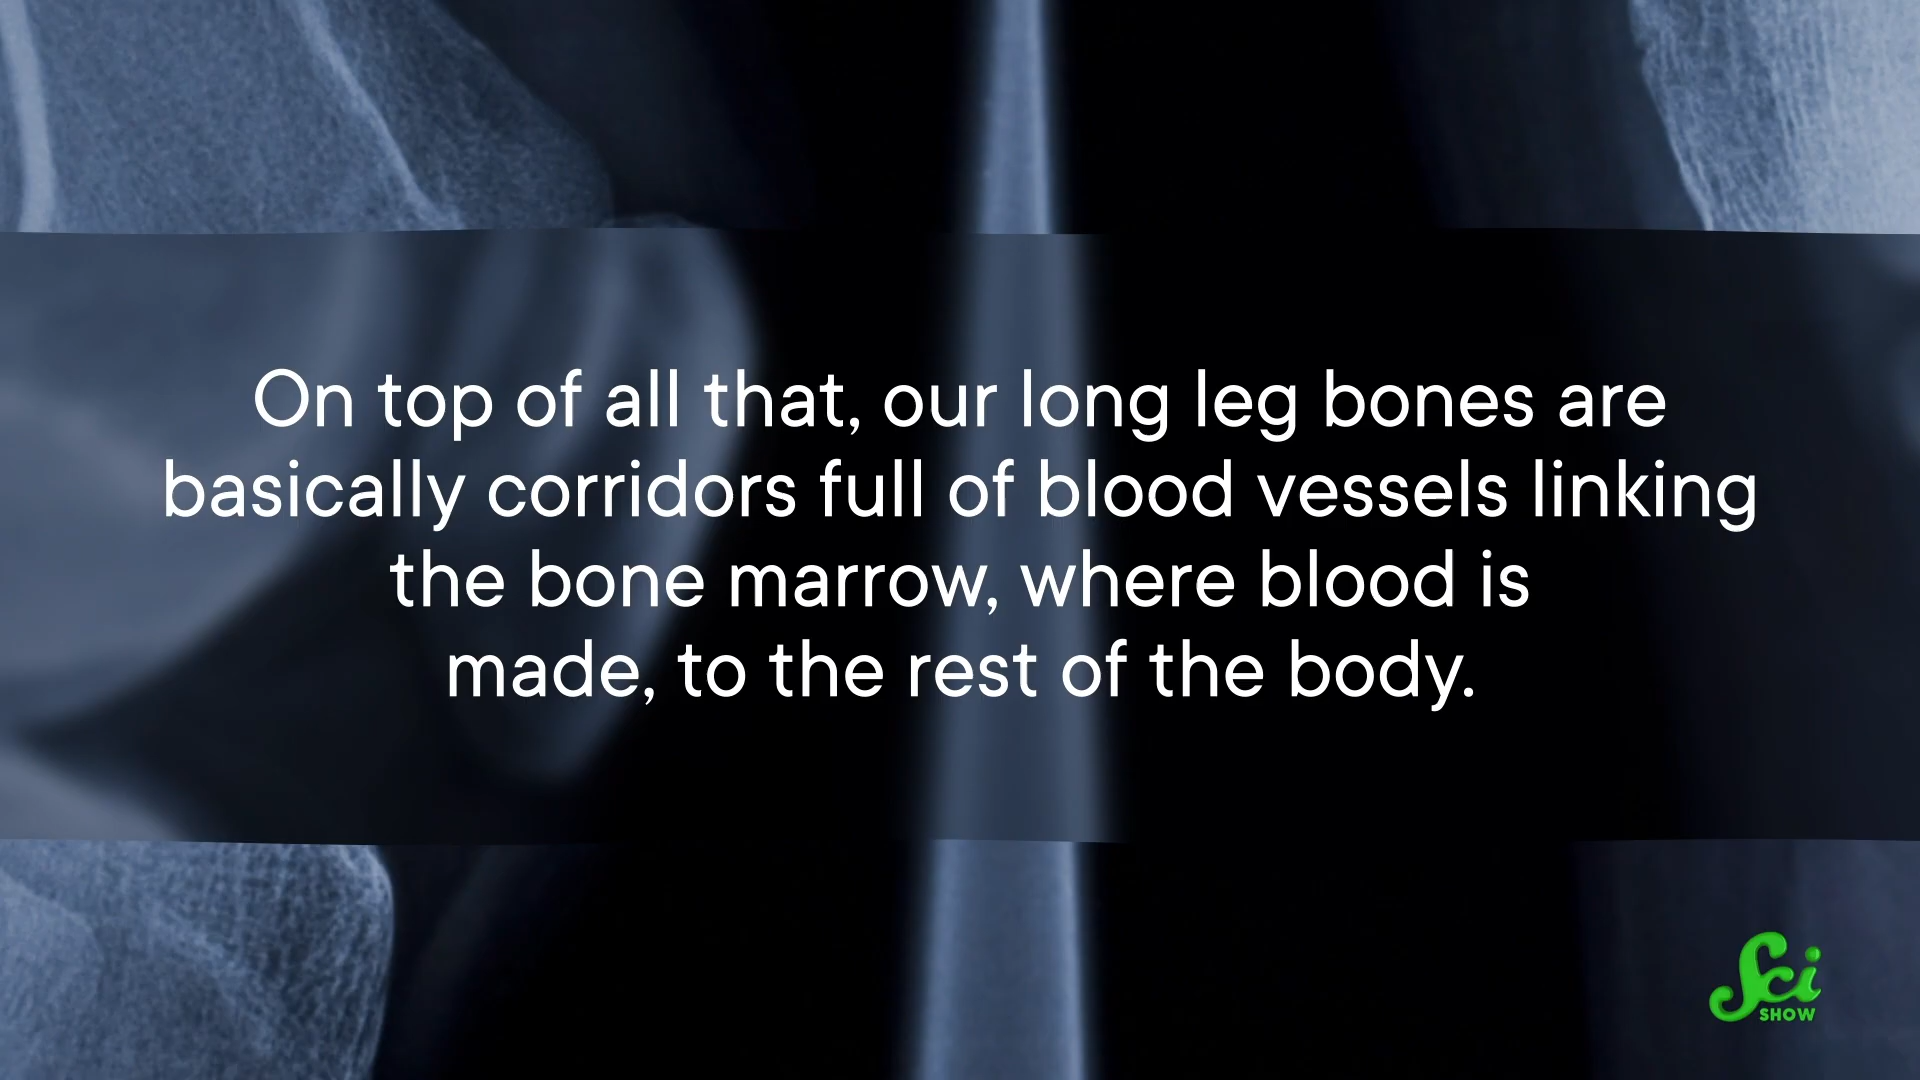 On top of all that, our long leg bones are
basically corridors full of blood vessels linking
the bone marrow, where blood is
made, to the rest of the body.
Sci
SHOW